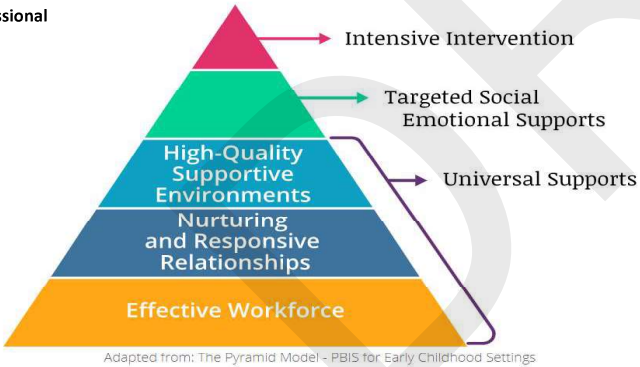 Intensive Intervention
Targeted Social
Emotional Supports
High-Quality
Supportive
Environments
Universal Supports
Nurturing
and Responsive
Relationships
Effective Workforce
Adapted from: The Pyramid Model - PBIS for Early Childhood Settings